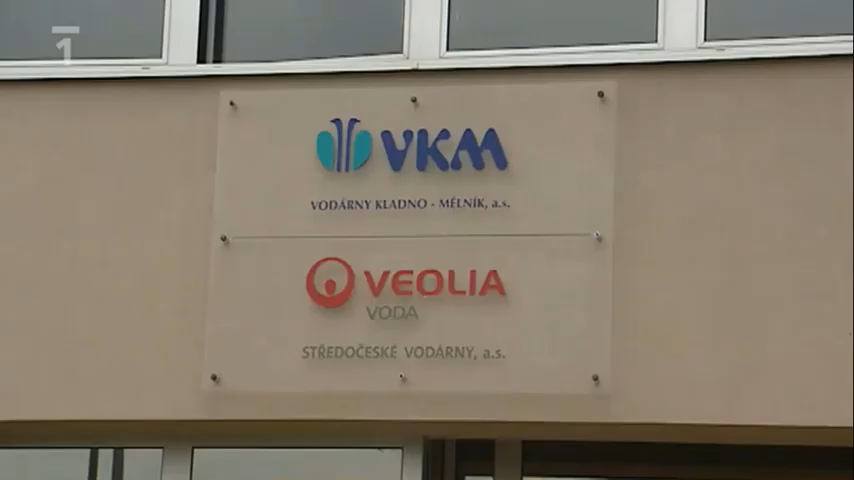 1
VKM
VODÁRNY KLADNO - MĚLNÍK, a.s.
VEOLIA
VODA
STŘEDOČESKÉ VODÁRNY, a.s.